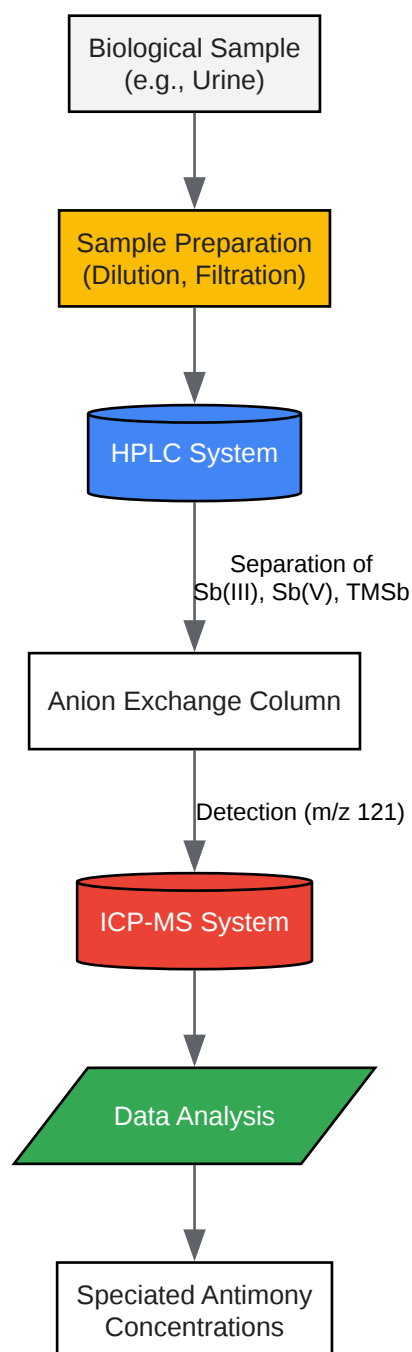 Biological Sample
(e.g., Urine)
Sample Preparation
(Dilution, Filtration)
HPLC System
Separation of
Sb(III), Sb(V), TMSb
Anion Exchange Column
Detection (m/z 121)
ICP-MS System
Data Analysis
Speciated Antimony
Concentrations